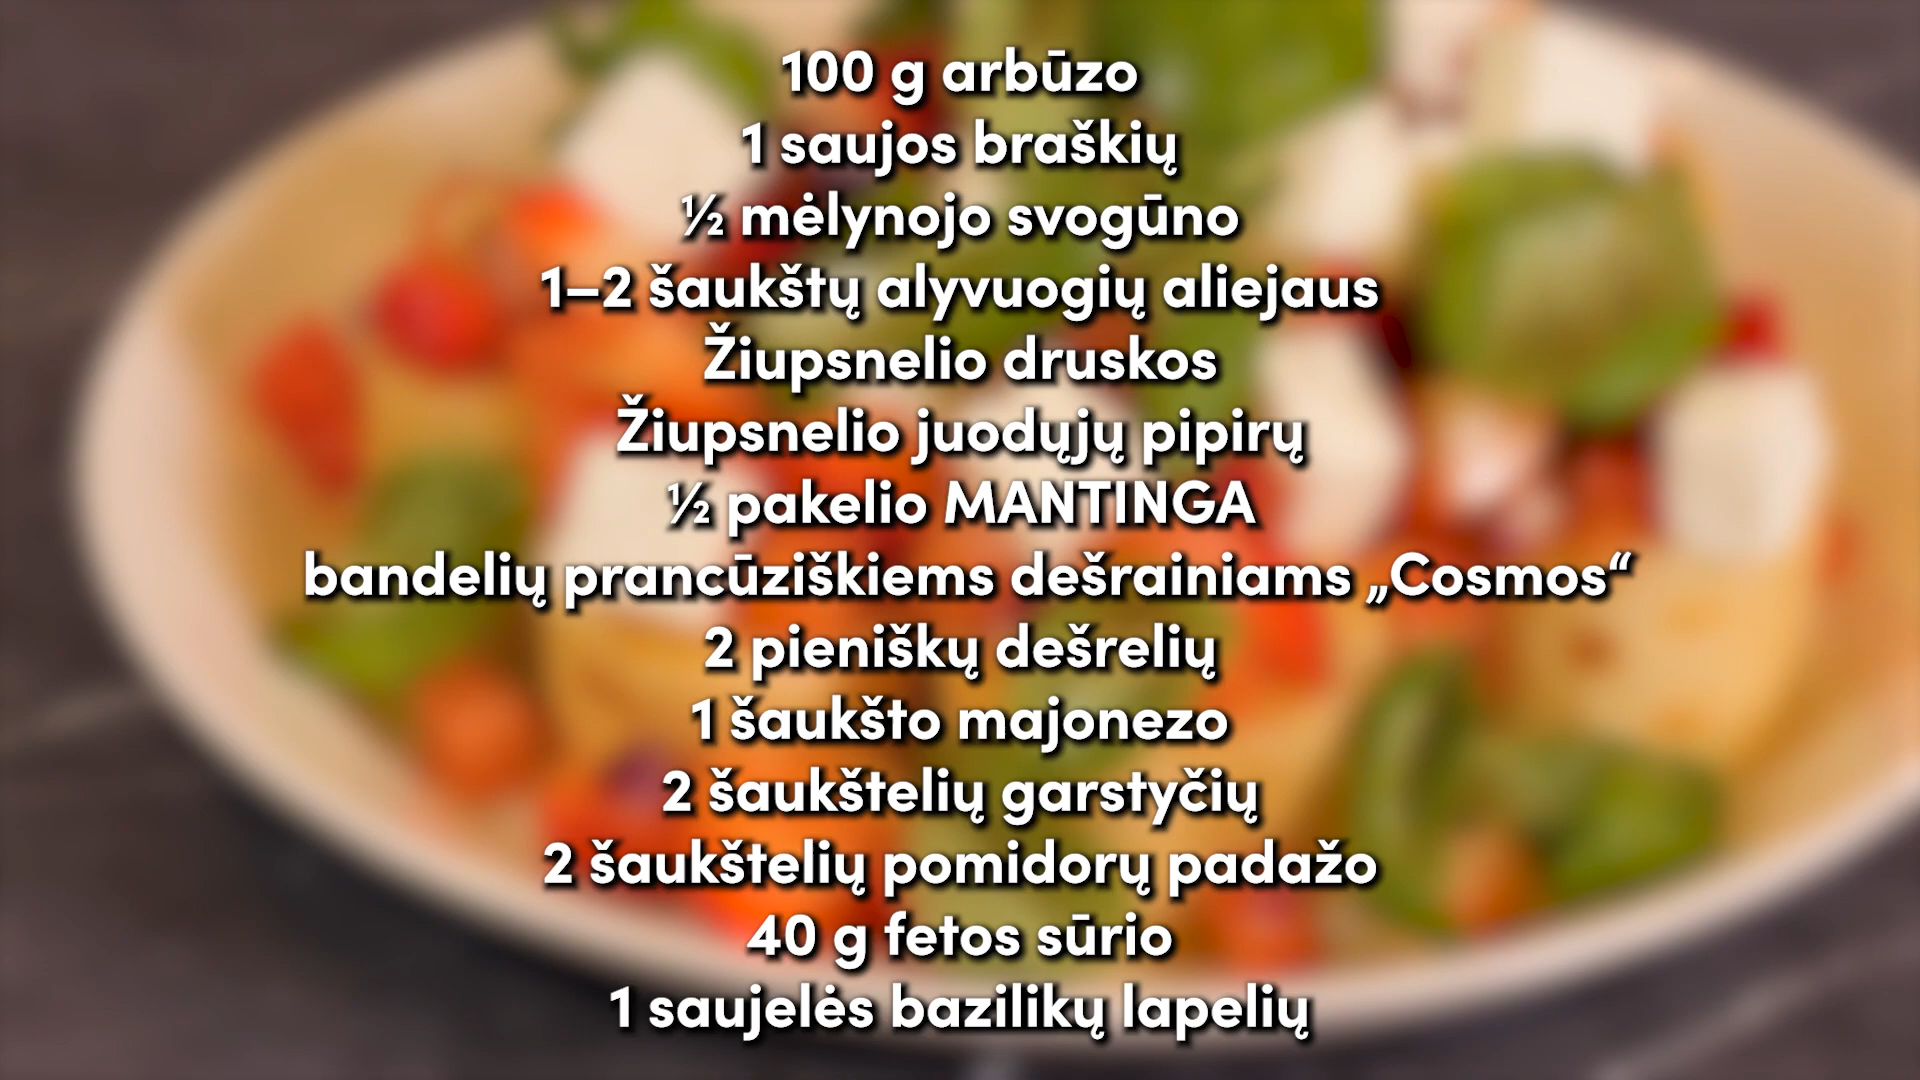 100 g arbūzo
1 saujos braškių
½ mėlynojo svogūno
1–2 šaukštų alyvuogių aliejaus
Žiupsnelio druskos
Žiupsnelio juodųjų pipirų
½ pakelio MANTINGA
bandelių prancūziškiems dešrainiams „Cosmos“
2 pieniškų dešrelių
1 šaukšto majonezo
2 šaukštelių garstyčių
2 šaukštelių pomidorų padažo
40 g fetos sūrio
1 saujelės bazilikų lapelių